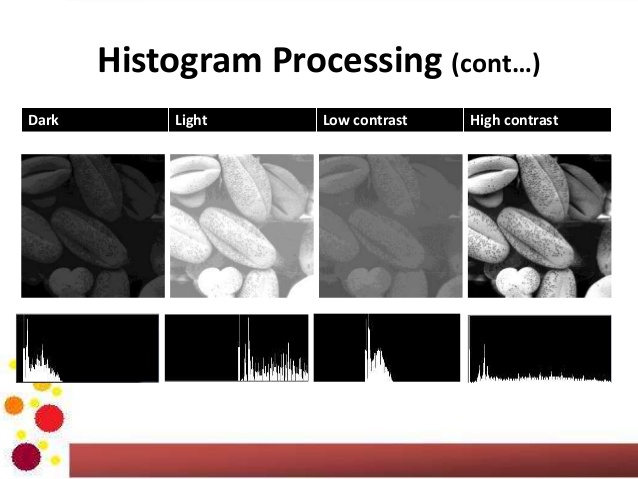 Histogram Processing (cont…)
Dark Light Low contrast High contrast